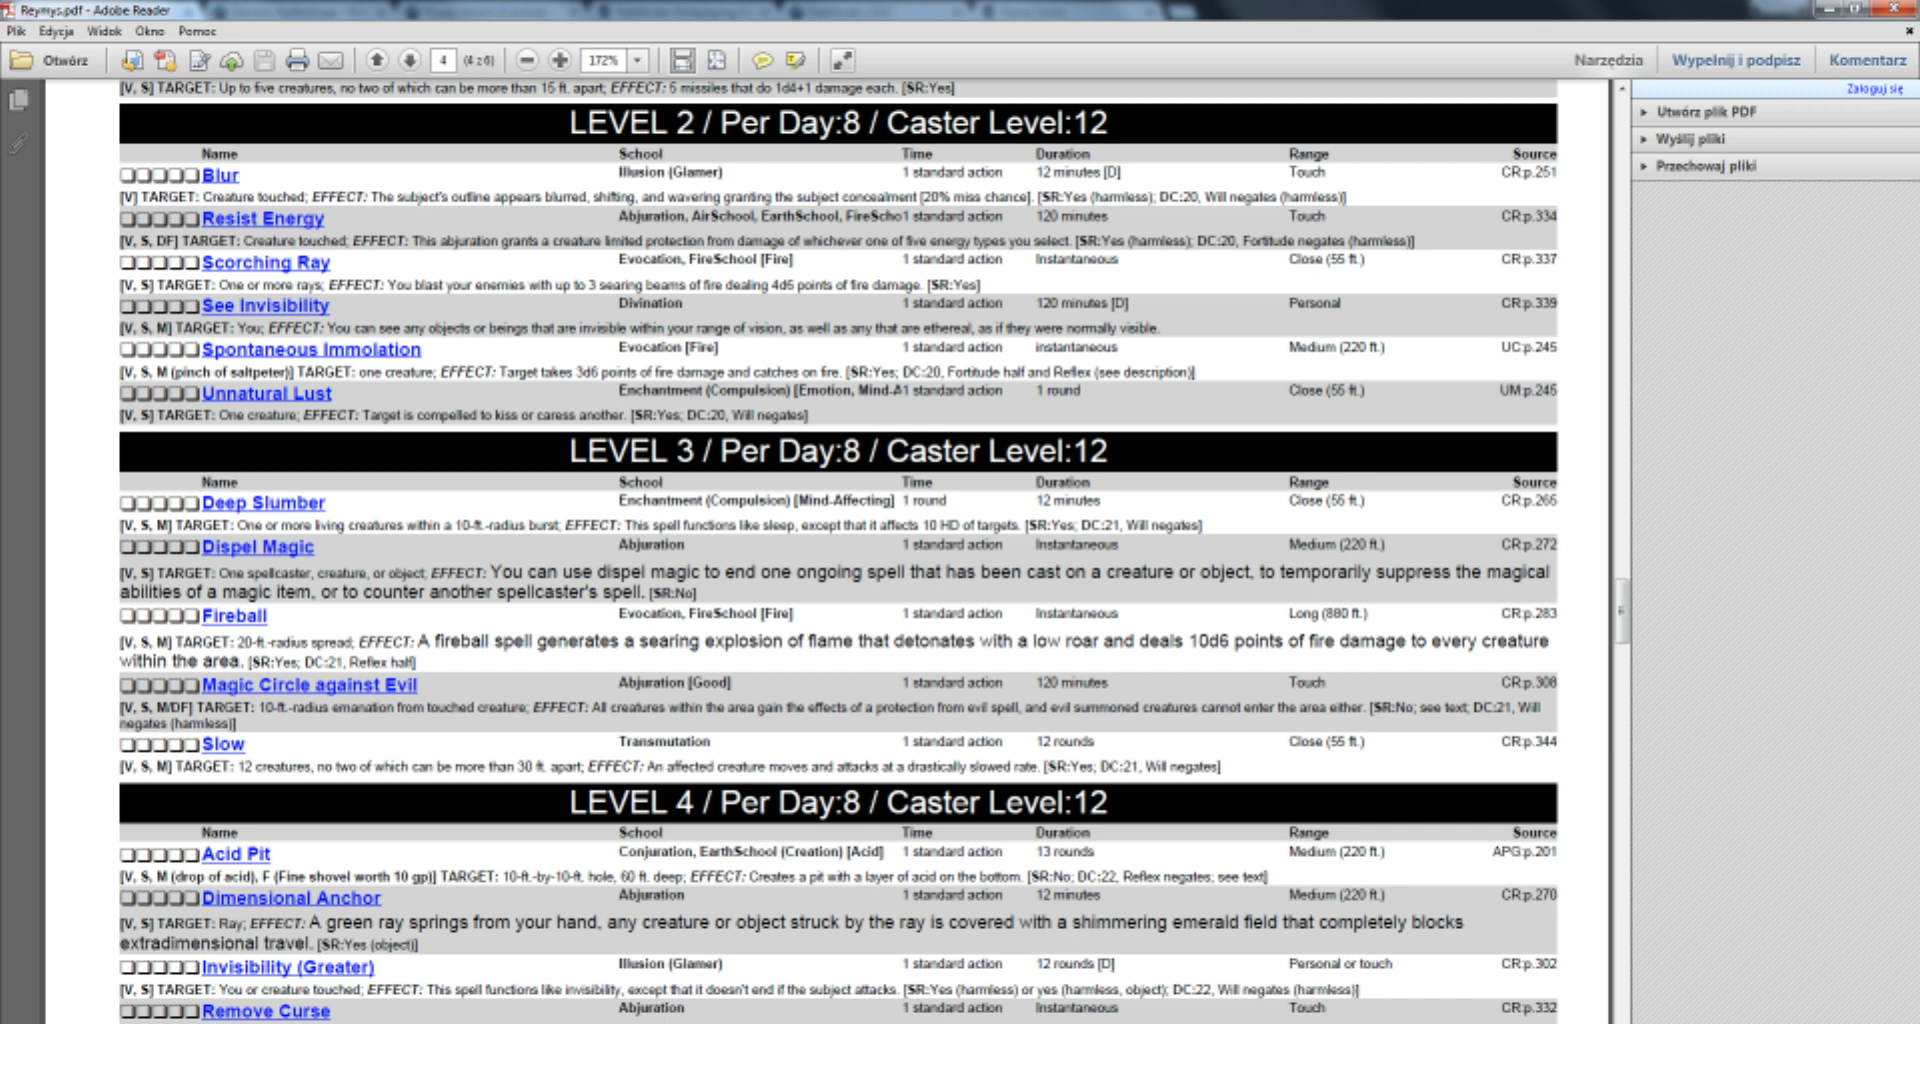 Reymys.pdf - Adobe Reader
Plik Edycja Widok Okno Pomoc
Otwórz 4 (4 z 6) 172% Narzędzia Wypełnij i podpisz Komentarz
Zaloguj się
Utwórz plik PDF
Wyślij pliki
Przechowaj pliki
[V, S] TARGET: Up to five creatures, no two of which can be more than 15 ft. apart; EFFECT: 5 missiles that do 1d4+1 damage each. [SR:Yes]
LEVEL 2 / Per Day:8 / Caster Level:12
Name School Time Duration Range Source
Blur Illusion (Glamer) 1 standard action 12 minutes [D] Touch CR:p.251
[V] TARGET: Creature touched; EFFECT: The subject's outline appears blurred, shifting, and wavering granting the subject concealment [20% miss chance]. [SR:Yes (harmless); DC:20, Will negates (harmless)]
Resist Energy Abjuration, AirSchool, EarthSchool, FireScho1 standard action 120 minutes Touch CR:p.334
[V, S, DF] TARGET: Creature touched; EFFECT: This abjuration grants a creature limited protection from damage of whichever one of five energy types you select. [SR:Yes (harmless); DC:20, Fortitude negates (harmless)]
Scorching Ray Evocation, FireSchool [Fire] 1 standard action Instantaneous Close (55 ft.) CR:p.337
[V, S] TARGET: One or more rays; EFFECT: You blast your enemies with up to 3 searing beams of fire dealing 4d6 points of fire damage. [SR:Yes]
See Invisibility Divination 1 standard action 120 minutes [D] Personal CR:p.339
[V, S, M] TARGET: You; EFFECT: You can see any objects or beings that are invisible within your range of vision, as well as any that are ethereal, as if they were normally visible.
Spontaneous Immolation Evocation [Fire] 1 standard action instantaneous Medium (220 ft.) UC:p.245
[V, S, M (pinch of saltpeter)] TARGET: one creature; EFFECT: Target takes 3d6 points of fire damage and catches on fire. [SR:Yes; DC:20, Fortitude half and Reflex (see description)]
Unnatural Lust Enchantment (Compulsion) [Emotion, Mind-A1 standard action 1 round Close (55 ft.) UM:p.245
[V, S] TARGET: One creature; EFFECT: Target is compelled to kiss or caress another. [SR:Yes; DC:20, Will negates]
LEVEL 3 / Per Day:8 / Caster Level:12
Name School Time Duration Range Source
Deep Slumber Enchantment (Compulsion) [Mind-Affecting] 1 round 12 minutes Close (55 ft.) CR:p.265
[V, S, M] TARGET: One or more living creatures within a 10-ft.-radius burst; EFFECT: This spell functions like sleep, except that it affects 10 HD of targets. [SR:Yes; DC:21, Will negates]
Dispel Magic Abjuration 1 standard action Instantaneous Medium (220 ft.) CR:p.272
[V, S] TARGET: One spellcaster, creature, or object; EFFECT: You can use dispel magic to end one ongoing spell that has been cast on a creature or object, to temporarily suppress the magical
abilities of a magic item, or to counter another spellcaster's spell. [SR:No]
Fireball Evocation, FireSchool [Fire] 1 standard action Instantaneous Long (880 ft.) CR:p.283
[V, S, M] TARGET: 20-ft.-radius spread; EFFECT: A fireball spell generates a searing explosion of flame that detonates with a low roar and deals 10d6 points of fire damage to every creature
within the area. [SR:Yes; DC:21, Reflex half]
Magic Circle against Evil Abjuration [Good] 1 standard action 120 minutes Touch CR:p.308
[V, S, M/DF] TARGET: 10-ft.-radius emanation from touched creature; EFFECT: All creatures within the area gain the effects of a protection from evil spell, and evil summoned creatures cannot enter the area either. [SR:No; see text; DC:21, Will
negates (harmless)]
Slow Transmutation 1 standard action 12 rounds Close (55 ft.) CR:p.344
[V, S, M] TARGET: 12 creatures, no two of which can be more than 30 ft. apart; EFFECT: An affected creature moves and attacks at a drastically slowed rate. [SR:Yes; DC:21, Will negates]
LEVEL 4 / Per Day:8 / Caster Level:12
Name School Time Duration Range Source
Acid Pit Conjuration, EarthSchool (Creation) [Acid] 1 standard action 13 rounds Medium (220 ft.) APG:p.201
[V, S, M (drop of acid), F (Fine shovel worth 10 gp)] TARGET: 10-ft.-by-10-ft. hole, 60 ft. deep; EFFECT: Creates a pit with a layer of acid on the bottom. [SR:No; DC:22, Reflex negates; see text]
Dimensional Anchor Abjuration 1 standard action 12 minutes Medium (220 ft.) CR:p.270
[V, S] TARGET: Ray; EFFECT: A green ray springs from your hand, any creature or object struck by the ray is covered with a shimmering emerald field that completely blocks
extradimensional travel. [SR:Yes (object)]
Invisibility (Greater) Illusion (Glamer) 1 standard action 12 rounds [D] Personal or touch CR:p.302
[V, S] TARGET: You or creature touched; EFFECT: This spell functions like invisibility, except that it doesn't end if the subject attacks. [SR:Yes (harmless) or yes (harmless, object); DC:22, Will negates (harmless)]
Remove Curse Abjuration 1 standard action Instantaneous Touch CR:p.332